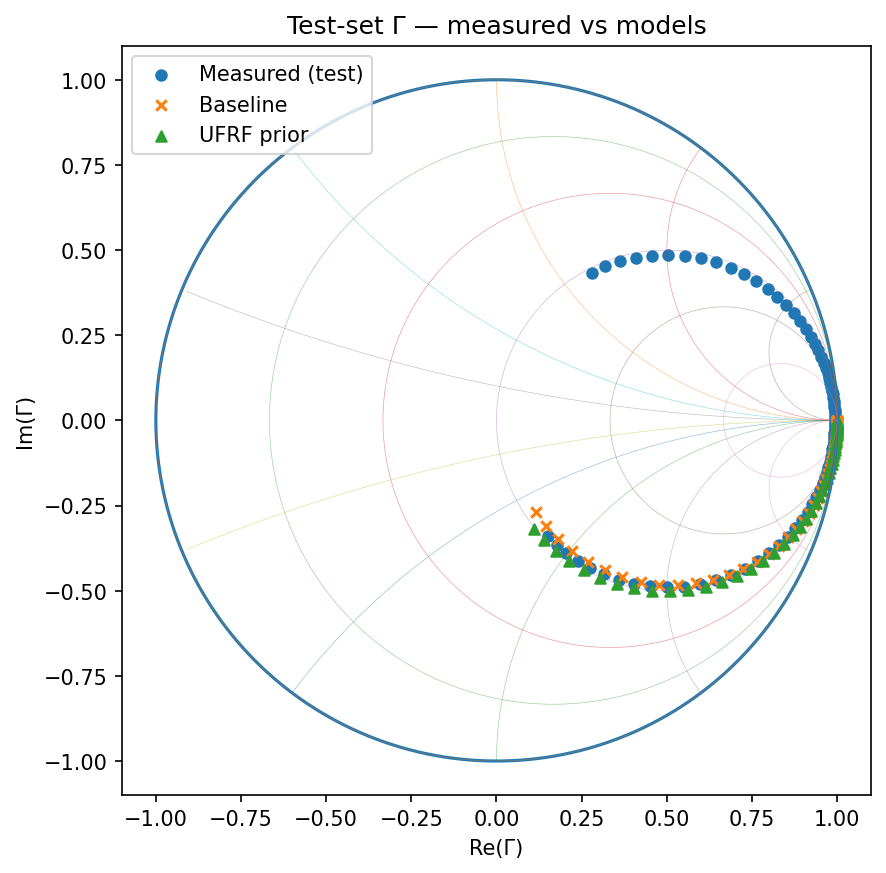 Test-set Γ — measured vs models
Measured (test)
Baseline
UFRF prior
1.00
0.75
0.50
0.25
0.00
−0.25
−0.50
−0.75
−1.00
Im(Γ)
−1.00 −0.75 −0.50 −0.25 0.00 0.25 0.50 0.75 1.00
Re(Γ)